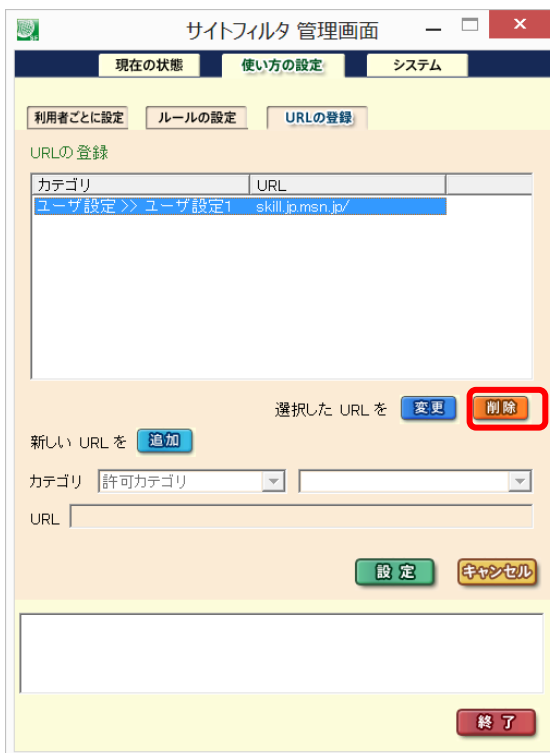 サイトフィルタ 管理画面
現在の状態 使い方の設定 システム
利用者ごとに設定 ルールの設定 URLの登録
URLの登録
カテゴリ URL
ユーザ設定 >> ユーザ設定1 skill.jp.msn.jp/
選択した URL を 変更 削除
新しい URL を 追加
カテゴリ 許可カテゴリ
URL
設定 キャンセル
終了